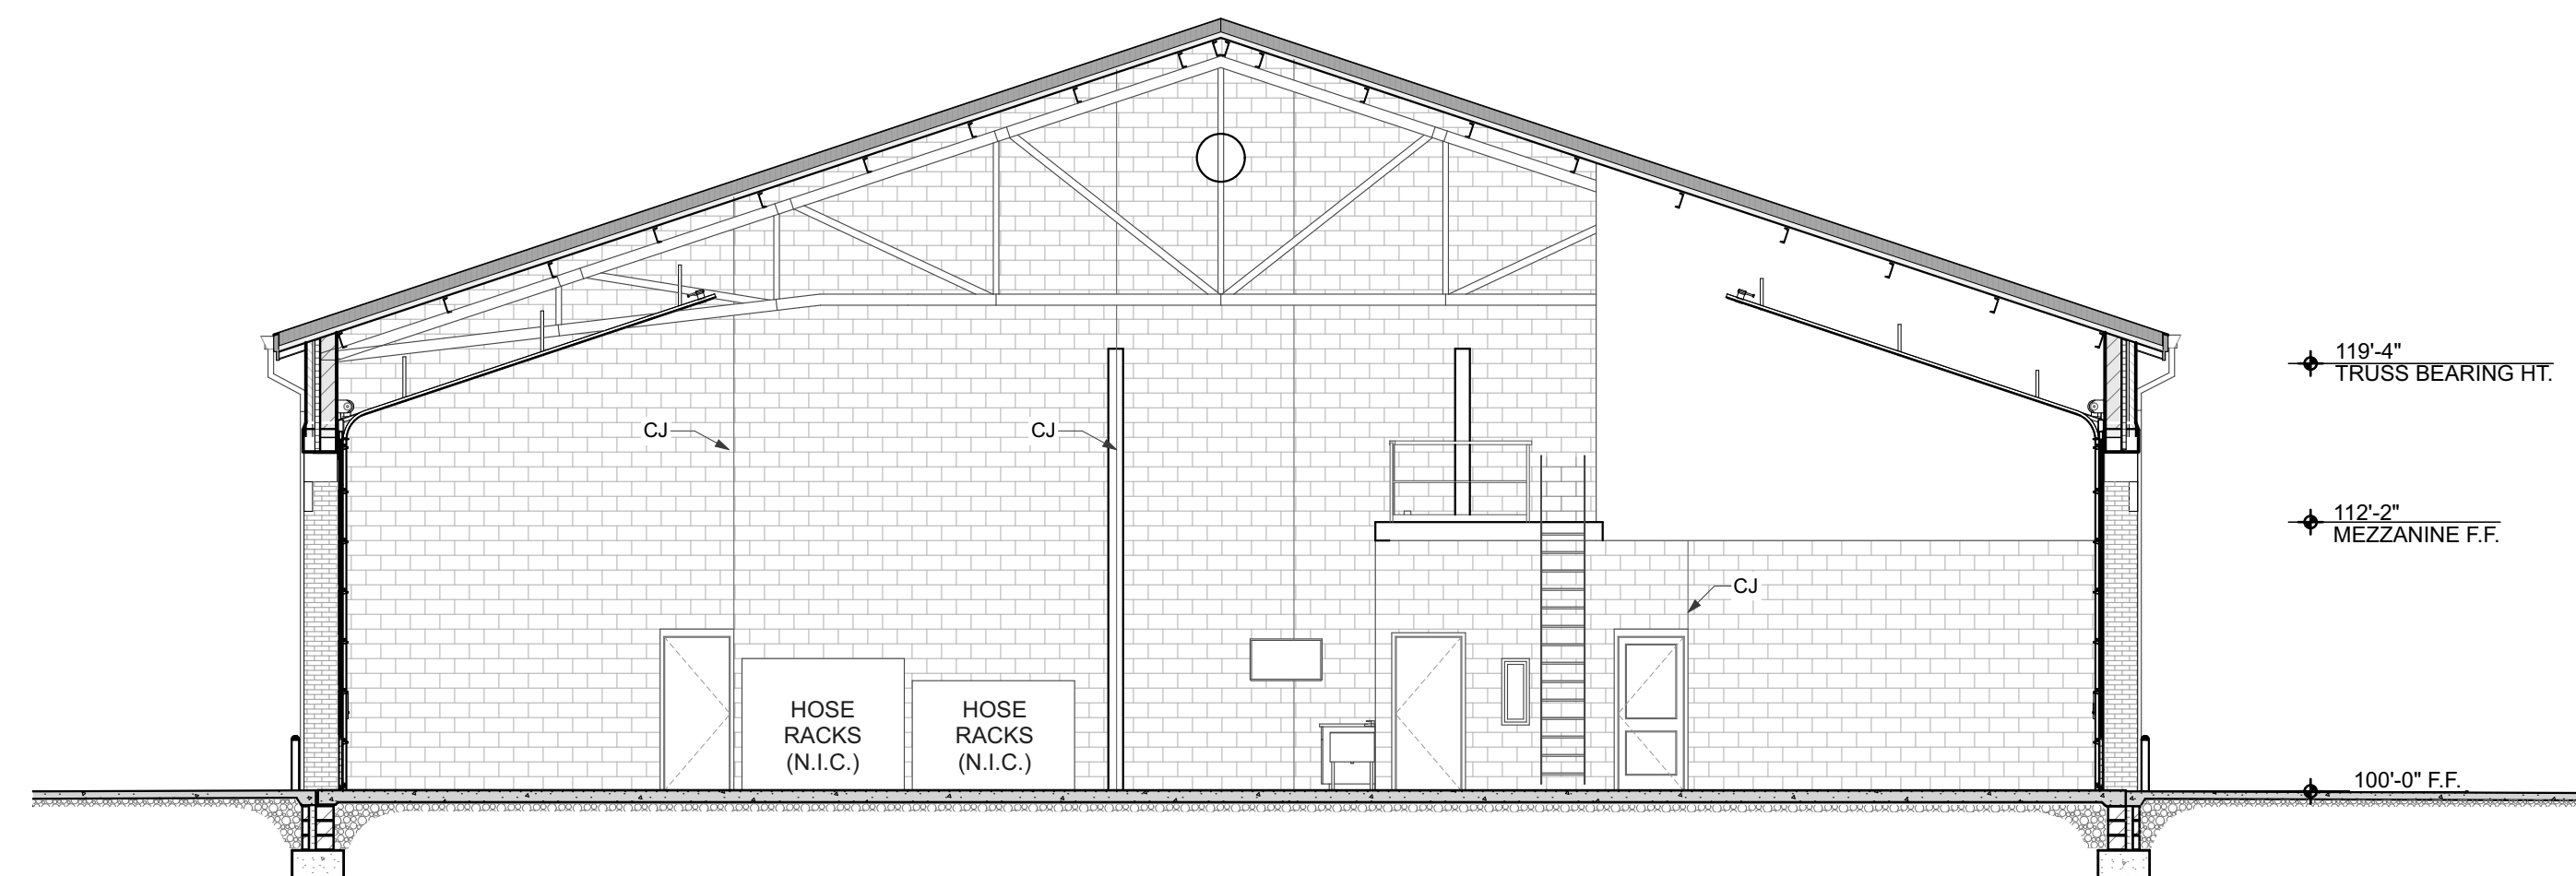 119'-4"
TRUSS BEARING HT.
CJ
CJ
112'-2"
MEZZANINE F.F.
CJ
HOSE
RACKS
(N.I.C.)
HOSE
RACKS
(N.I.C.)
100'-0" F.F.